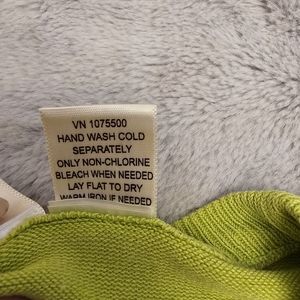 VN 1075500
HAND WASH COLD
SEPARATELY
ONLY NON-CHLORINE
BLEACH WHEN NEEDED
LAY FLAT TO DRY
WARM IRON IF NEEDED